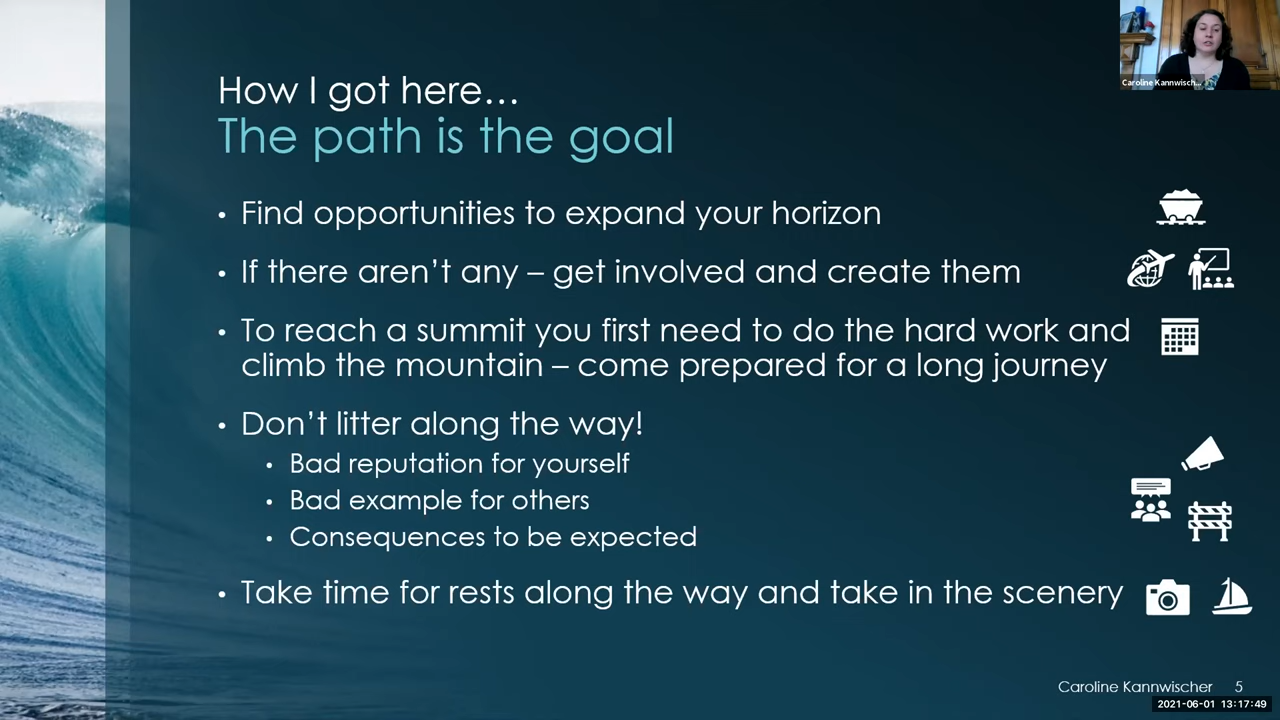 Caroline Kannwisch...
How I got here...
The path is the goal
• Find opportunities to expand your horizon
• If there aren't any – get involved and create them
• To reach a summit you first need to do the hard work and
climb the mountain – come prepared for a long journey
• Don't litter along the way!
• Bad reputation for yourself
• Bad example for others
• Consequences to be expected
• Take time for rests along the way and take in the scenery
Caroline Kannwischer 5
2021-06-01 13:17:49